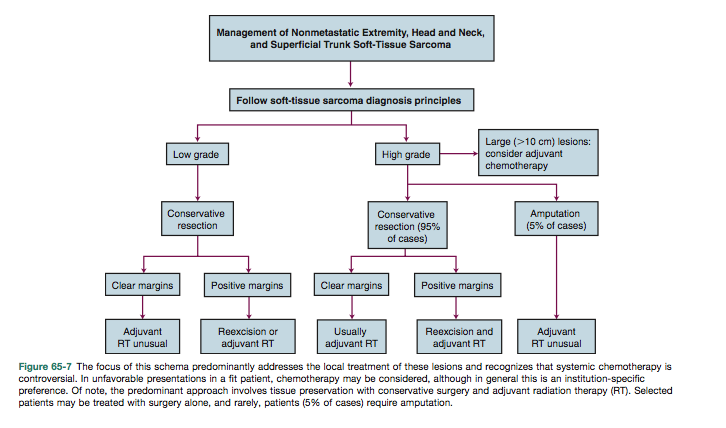 Management of Nonmetastatic Extremity, Head and Neck,
and Superficial Trunk Soft-Tissue Sarcoma
Follow soft-tissue sarcoma diagnosis principles
Low grade
High grade
Large (>10 cm) lesions:
consider adjuvant
chemotherapy
Conservative
resection
Conservative
resection (95%
of cases)
Amputation
(5% of cases)
Clear margins
Positive margins
Clear margins
Positive margins
Adjuvant
RT unusual
Reexcision or
adjuvant RT
Usually
adjuvant RT
Reexcision and
adjuvant RT
Adjuvant
RT unusual
Figure 65-7 The focus of this schema predominantly addresses the local treatment of these lesions and recognizes that systemic chemotherapy is
controversial. In unfavorable presentations in a fit patient, chemotherapy may be considered, although in general this is an institution-specific
preference. Of note, the predominant approach involves tissue preservation with conservative surgery and adjuvant radiation therapy (RT). Selected
patients may be treated with surgery alone, and rarely, patients (5% of cases) require amputation.